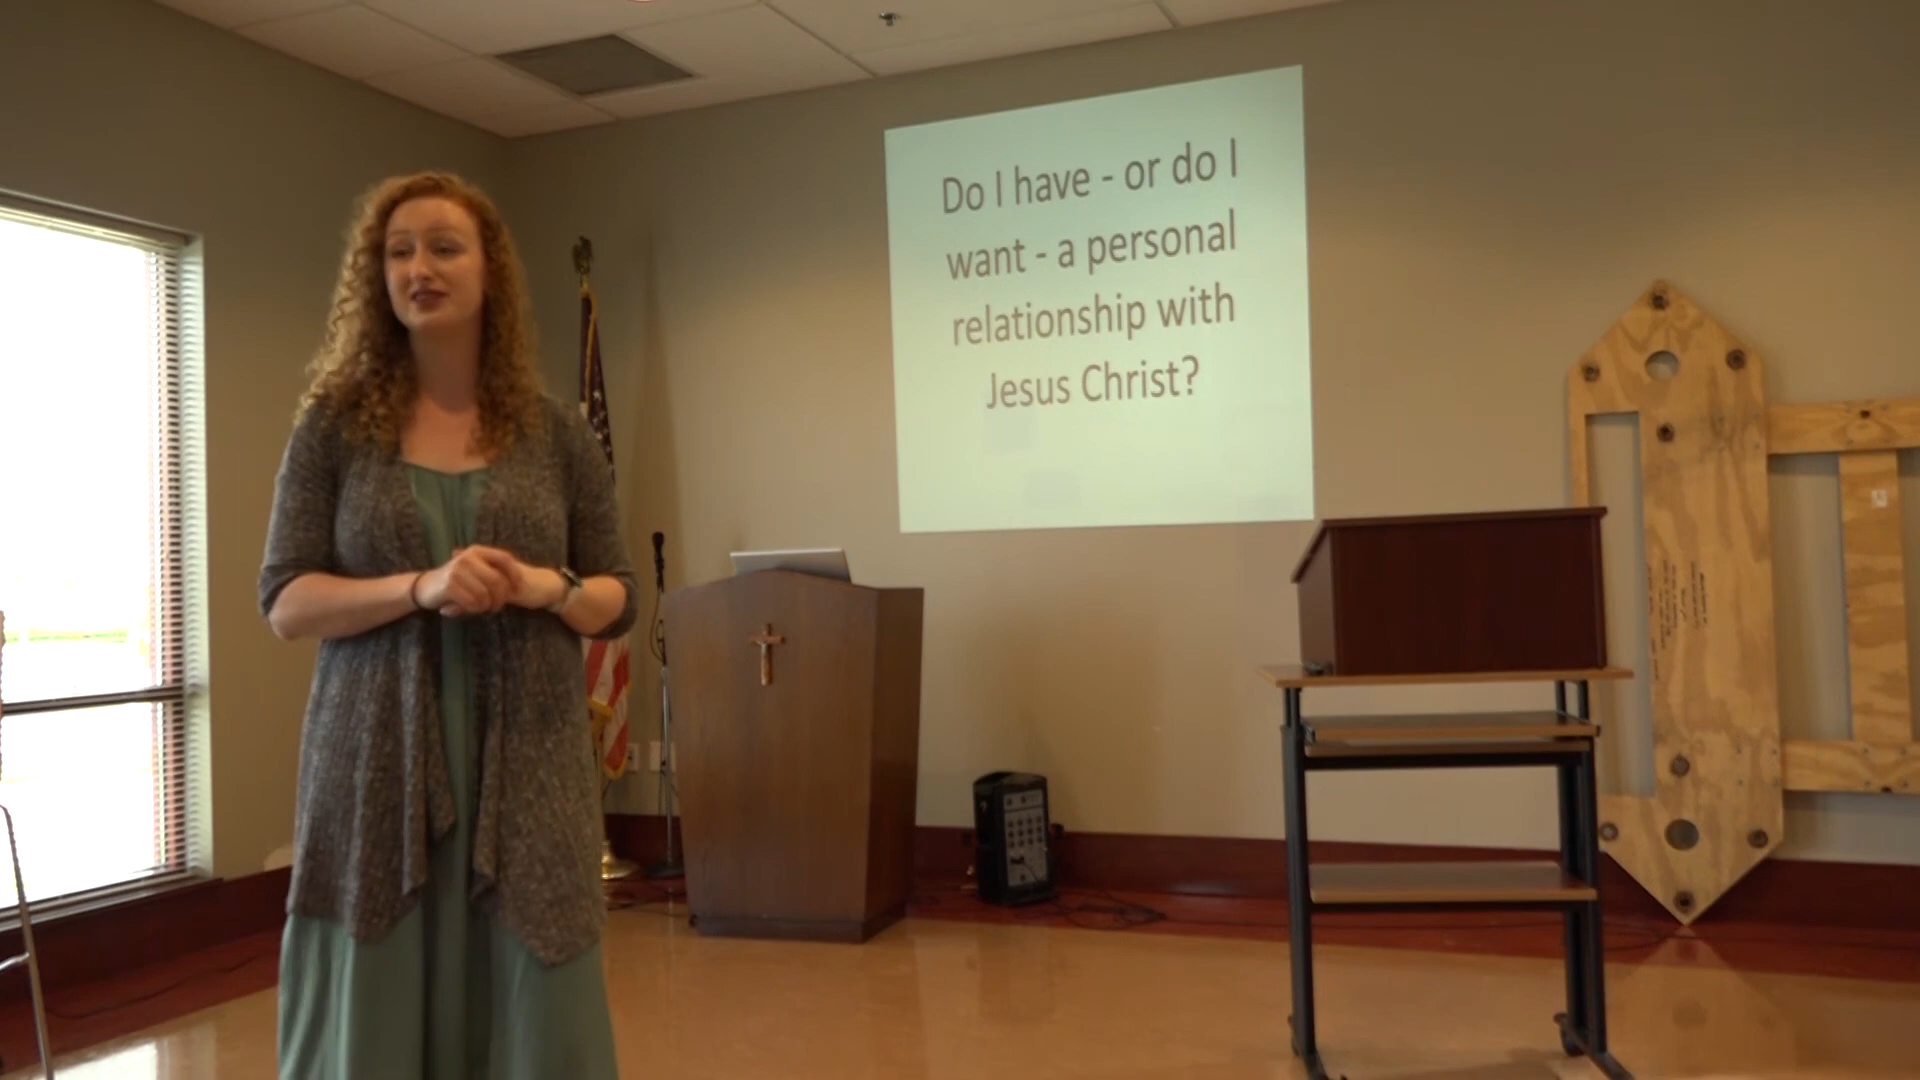 Do I have - or do I
want - a personal
relationship with
Jesus Christ?